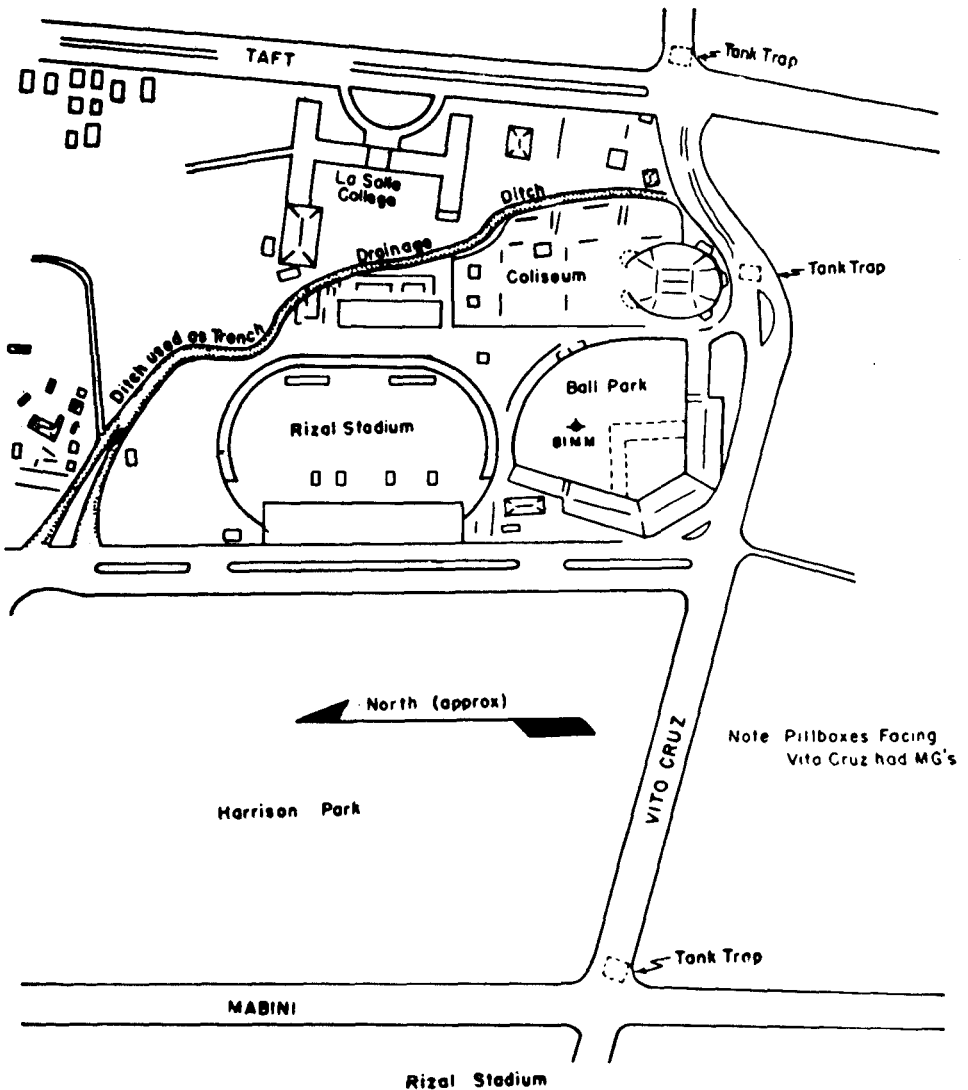 Tank Trap
TAFT
La Salle
College
Ditch
Drainage
Coliseum
Tank Trap
Ditch used as Trench
Ball Park
Rizal Stadium
81MM
North (approx)
VITO CRUZ
Note Pillboxes Facing
Vito Cruz had MG's
Harrison Park
Tank Trap
MABINI
Rizal Stadium